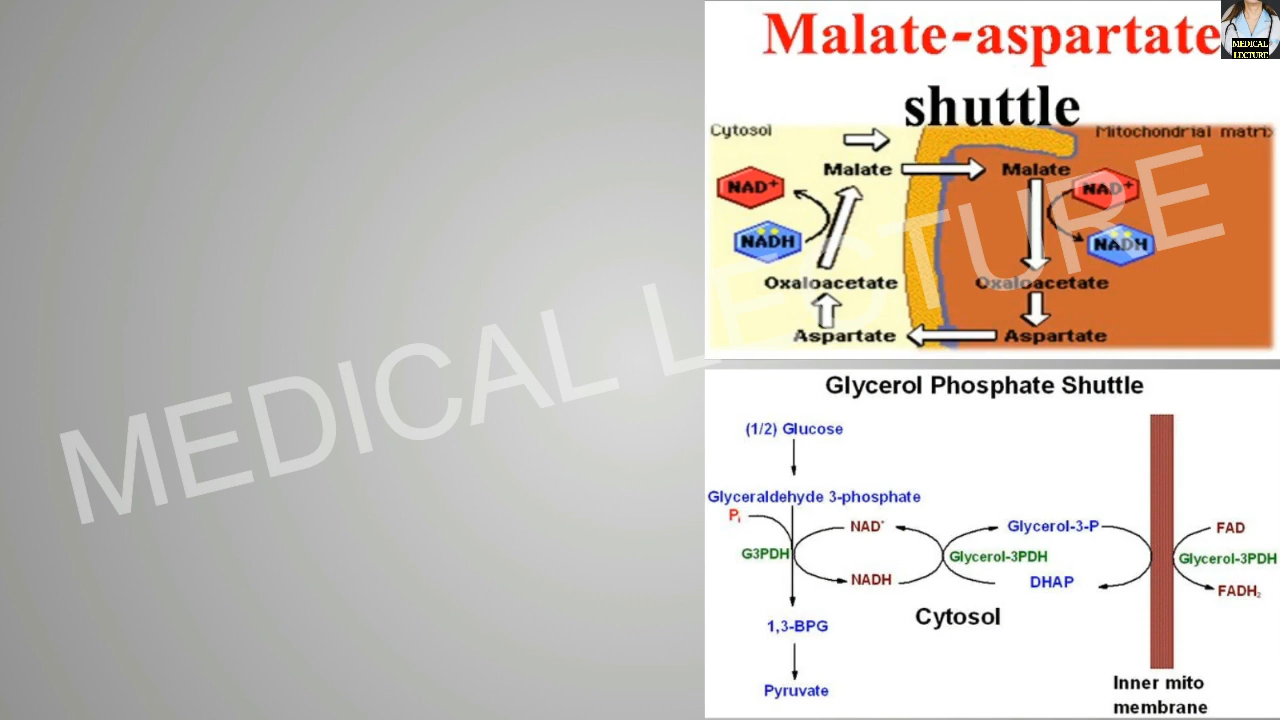 Malate-aspartate
shuttle
MEDICAL
LECTURE
Cytosol
Mitochondrial matrix
Malate
Malate
NAD+
NAD+
NADH
NADH
Oxaloacetate
Oxaloacetate
Aspartate
Aspartate
MEDICAL LECTURE
Glycerol Phosphate Shuttle
(1/2) Glucose
Glyceraldehyde 3-phosphate
Pi
NAD+
Glycerol-3-P
FAD
G3PDH
Glycerol-3PDH
Glycerol-3PDH
NADH
DHAP
FADH2
Cytosol
1,3-BPG
Pyruvate
Inner mito
membrane